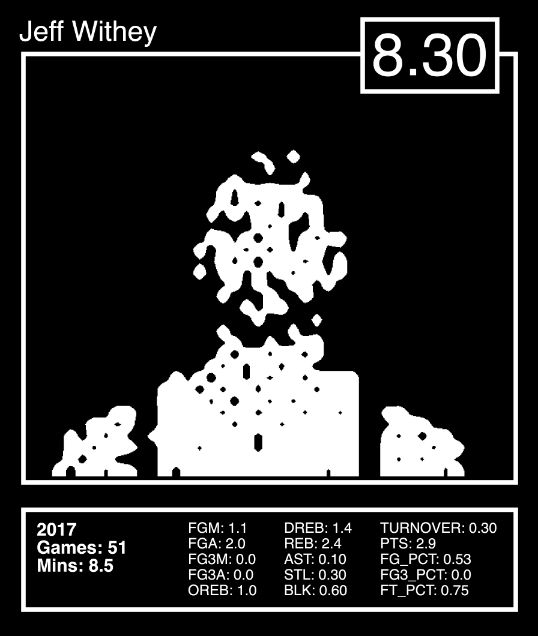 Jeff Withey
8.30
2017
Games: 51
Mins: 8.5
FGM: 1.1
FGA: 2.0
FG3M: 0.0
FG3A: 0.0
OREB: 1.0
DREB: 1.4
REB: 2.4
AST: 0.10
STL: 0.30
BLK: 0.60
TURNOVER: 0.30
PTS: 2.9
FG_PCT: 0.53
FG3_PCT: 0.0
FT_PCT: 0.75